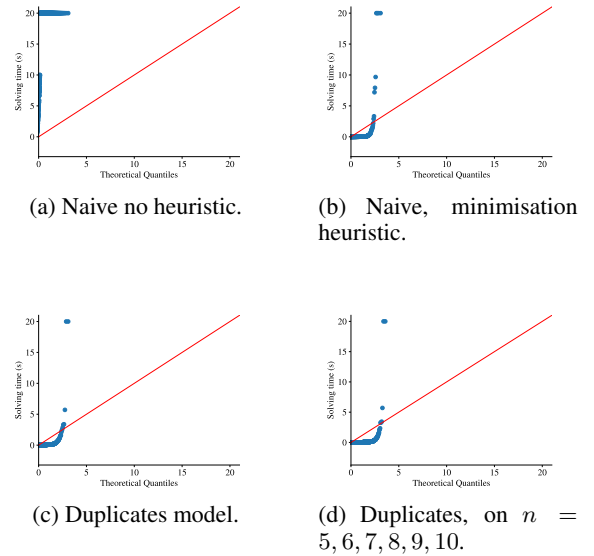 20
15
10
5
0
Solving time (s)
0 5 10 15 20
Theoretical Quantiles
(a) Naive no heuristic.
20
15
10
5
0
Solving time (s)
0 5 10 15 20
Theoretical Quantiles
(b) Naive, minimisation
heuristic.
20
15
10
5
0
Solving time (s)
0 5 10 15 20
Theoretical Quantiles
(c) Duplicates model.
20
15
10
5
0
Solving time (s)
0 5 10 15 20
Theoretical Quantiles
(d) Duplicates, on n =
5, 6, 7, 8, 9, 10.